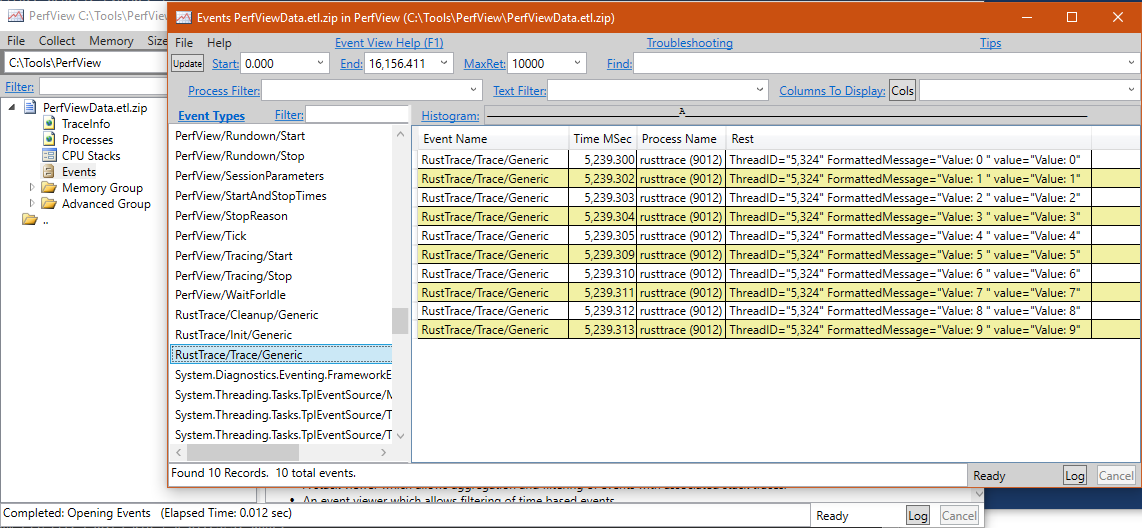 PerfView C:\Tools\PerfView
File Collect Memory Size
C:\Tools\PerfView
Filter:
PerfViewData.etl.zip
TraceInfo
Processes
CPU Stacks
Events
Memory Group
Advanced Group
..
Events PerfViewData.etl.zip in PerfView (C:\Tools\PerfView\PerfViewData.etl.zip)
File Help Event View Help (F1) Troubleshooting Tips
Update Start: 0.000 End: 16,156.411 MaxRet: 10000 Find:
Process Filter: Text Filter: Columns To Display: Cols
Event Types Filter: Histogram: A
PerfView/Rundown/Start
PerfView/Rundown/Stop
PerfView/SessionParameters
PerfView/StartAndStopTimes
PerfView/StopReason
PerfView/Tick
PerfView/Tracing/Start
PerfView/Tracing/Stop
PerfView/WaitForIdle
RustTrace/Cleanup/Generic
RustTrace/Init/Generic
RustTrace/Trace/Generic
System.Diagnostics.Eventing.FrameworkE
System.Threading.Tasks.TplEventSource/M
System.Threading.Tasks.TplEventSource/T
System.Threading.Tasks.TplEventSource/T
Event Name Time MSec Process Name Rest
RustTrace/Trace/Generic 5,239.300 rusttrace (9012) ThreadID="5,324" FormattedMessage="Value: 0 " value="Value: 0"
RustTrace/Trace/Generic 5,239.302 rusttrace (9012) ThreadID="5,324" FormattedMessage="Value: 1 " value="Value: 1"
RustTrace/Trace/Generic 5,239.303 rusttrace (9012) ThreadID="5,324" FormattedMessage="Value: 2 " value="Value: 2"
RustTrace/Trace/Generic 5,239.304 rusttrace (9012) ThreadID="5,324" FormattedMessage="Value: 3 " value="Value: 3"
RustTrace/Trace/Generic 5,239.305 rusttrace (9012) ThreadID="5,324" FormattedMessage="Value: 4 " value="Value: 4"
RustTrace/Trace/Generic 5,239.309 rusttrace (9012) ThreadID="5,324" FormattedMessage="Value: 5 " value="Value: 5"
RustTrace/Trace/Generic 5,239.310 rusttrace (9012) ThreadID="5,324" FormattedMessage="Value: 6 " value="Value: 6"
RustTrace/Trace/Generic 5,239.311 rusttrace (9012) ThreadID="5,324" FormattedMessage="Value: 7 " value="Value: 7"
RustTrace/Trace/Generic 5,239.312 rusttrace (9012) ThreadID="5,324" FormattedMessage="Value: 8 " value="Value: 8"
RustTrace/Trace/Generic 5,239.313 rusttrace (9012) ThreadID="5,324" FormattedMessage="Value: 9 " value="Value: 9"
Found 10 Records. 10 total events. Ready Log Cancel
• An event viewer which allows filtering of time based events
Completed: Opening Events (Elapsed Time: 0.012 sec) Ready Log Cancel